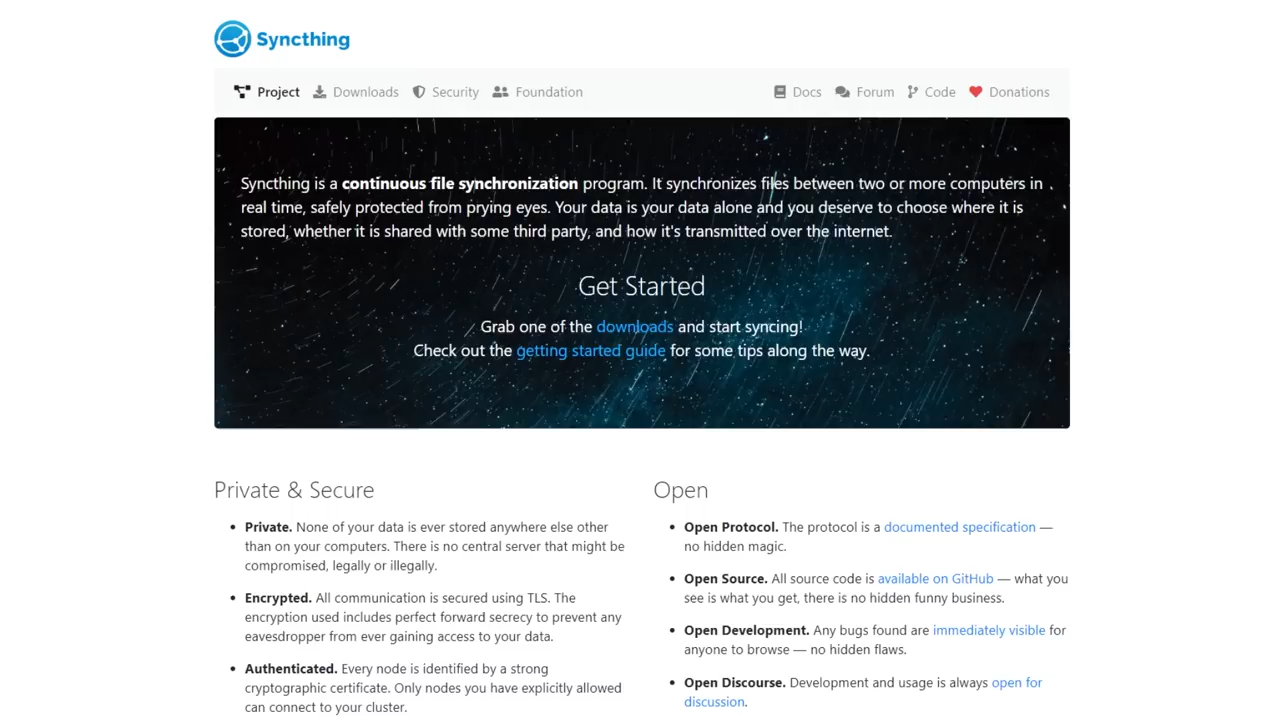 Syncthing
Project Downloads Security Foundation Docs Forum Code Donations
Syncthing is a continuous file synchronization program. It synchronizes files between two or more computers in
real time, safely protected from prying eyes. Your data is your data alone and you deserve to choose where it is
stored, whether it is shared with some third party, and how it's transmitted over the internet.
Get Started
Grab one of the downloads and start syncing!
Check out the getting started guide for some tips along the way.
Private & Secure
Private. None of your data is ever stored anywhere else other
than on your computers. There is no central server that might be
compromised, legally or illegally.
Encrypted. All communication is secured using TLS. The
encryption used includes perfect forward secrecy to prevent any
eavesdropper from ever gaining access to your data.
Authenticated. Every node is identified by a strong
cryptographic certificate. Only nodes you have explicitly allowed
can connect to your cluster.
Open
Open Protocol. The protocol is a documented specification —
no hidden magic.
Open Source. All source code is available on GitHub — what you
see is what you get, there is no hidden funny business.
Open Development. Any bugs found are immediately visible for
anyone to browse — no hidden flaws.
Open Discourse. Development and usage is always open for
discussion.